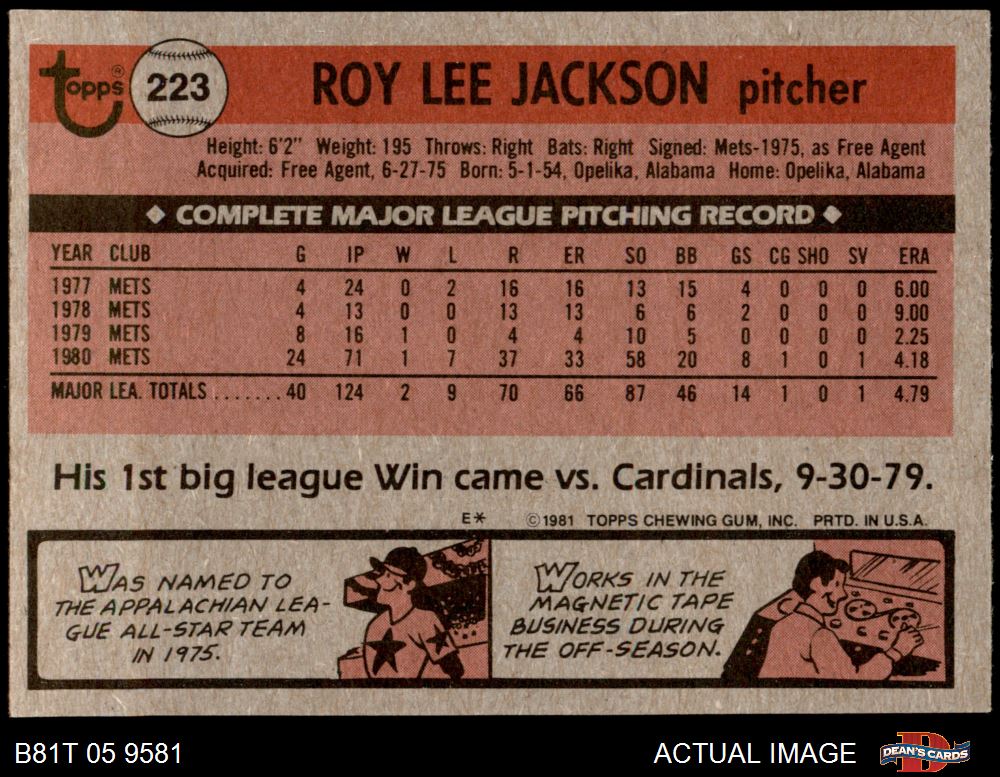 topps® 223 ROY LEE JACKSON pitcher
Height: 6'2" Weight: 195 Throws: Right Bats: Right Signed: Mets-1975, as Free Agent
Acquired: Free Agent, 6-27-75 Born: 5-1-54, Opelika, Alabama Home: Opelika, Alabama
◆ COMPLETE MAJOR LEAGUE PITCHING RECORD ◆
YEAR CLUB G IP W L R ER SO BB GS CG SHO SV ERA
1977 METS 4 24 0 2 16 16 13 15 4 0 0 0 6.00
1978 METS 4 13 0 0 13 13 6 6 2 0 0 0 9.00
1979 METS 8 16 1 0 4 4 10 5 0 0 0 0 2.25
1980 METS 24 71 1 7 37 33 58 20 8 1 0 1 4.18
MAJOR LEA. TOTALS ....... 40 124 2 9 70 66 87 46 14 1 0 1 4.79
His 1st big league Win came vs. Cardinals, 9-30-79.
E* ©1981 TOPPS CHEWING GUM, INC. PRTD. IN U.S.A.
WAS NAMED TO
THE APPALACHIAN LEA-
GUE ALL-STAR TEAM
IN 1975.
WORKS IN THE
MAGNETIC TAPE
BUSINESS DURING
THE OFF-SEASON.
B81T 05 9581 ACTUAL IMAGE DEAN'S CARDS